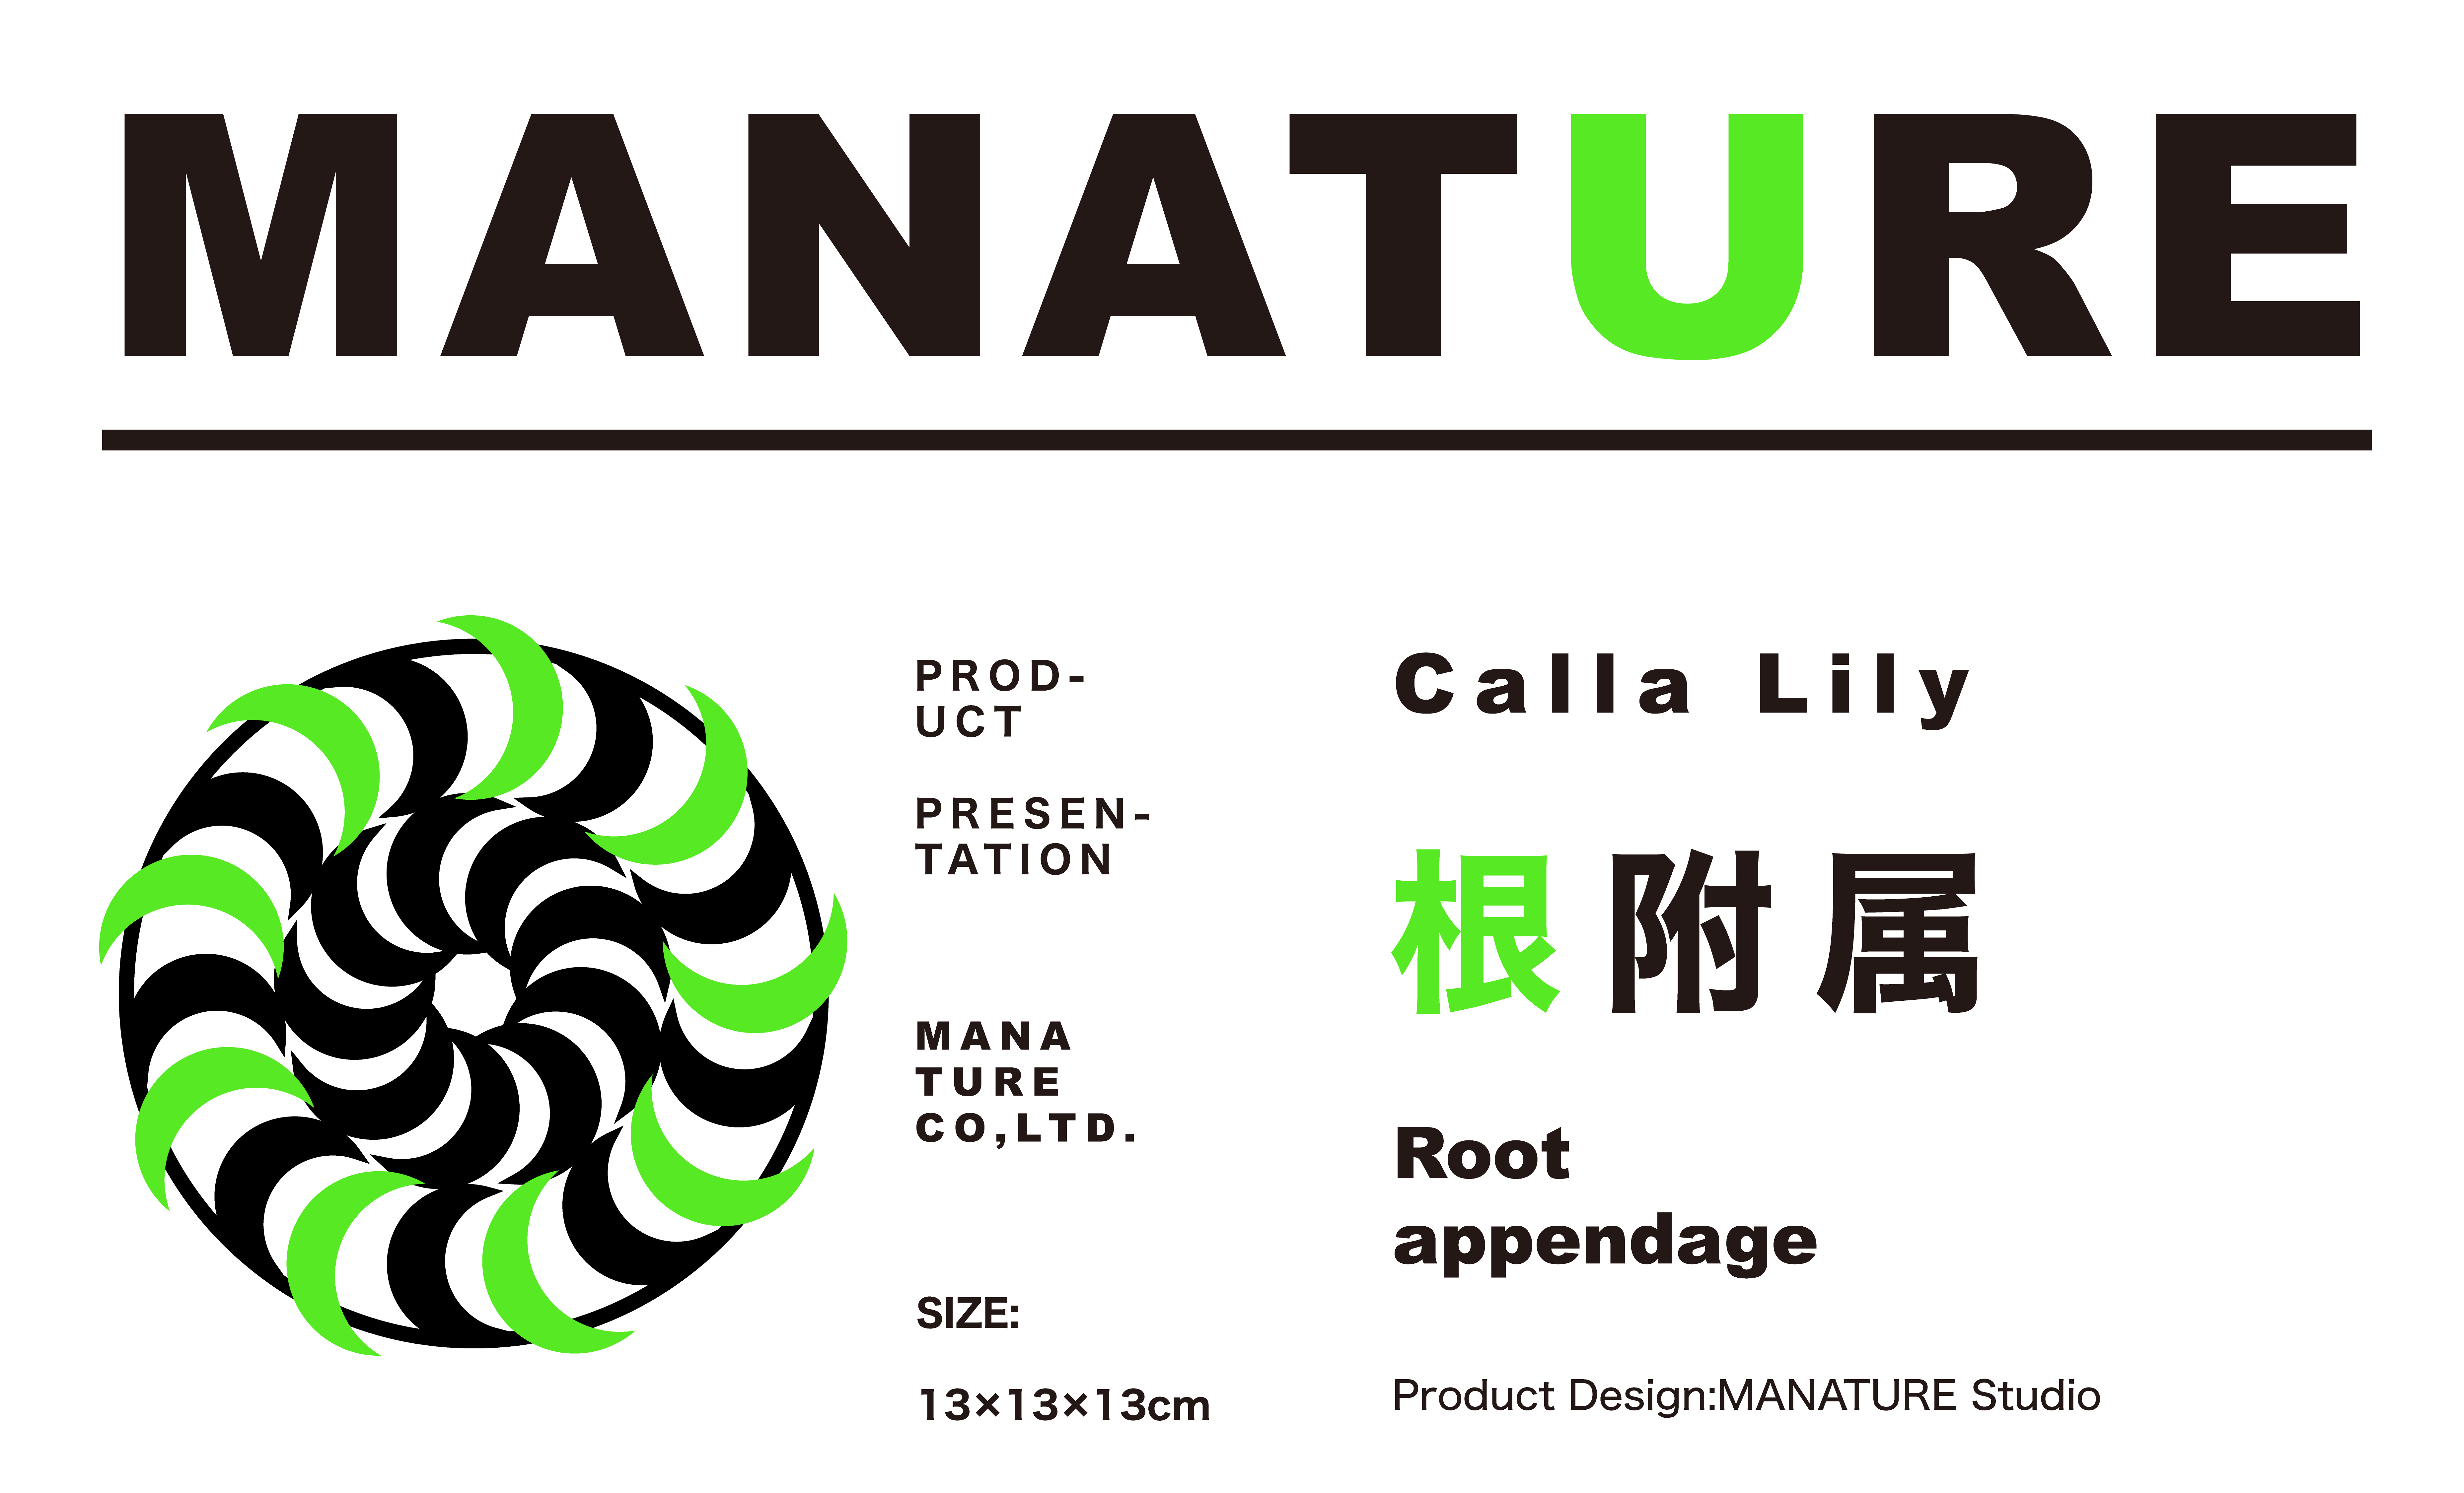 MANATURE
PROD-
UCT
PRESEN-
TATION
MANA
TURE
CO,LTD.
SIZE:
13×13×13cm
Calla Lily
根附属
Root
appendage
Product Design:MANATURE Studio